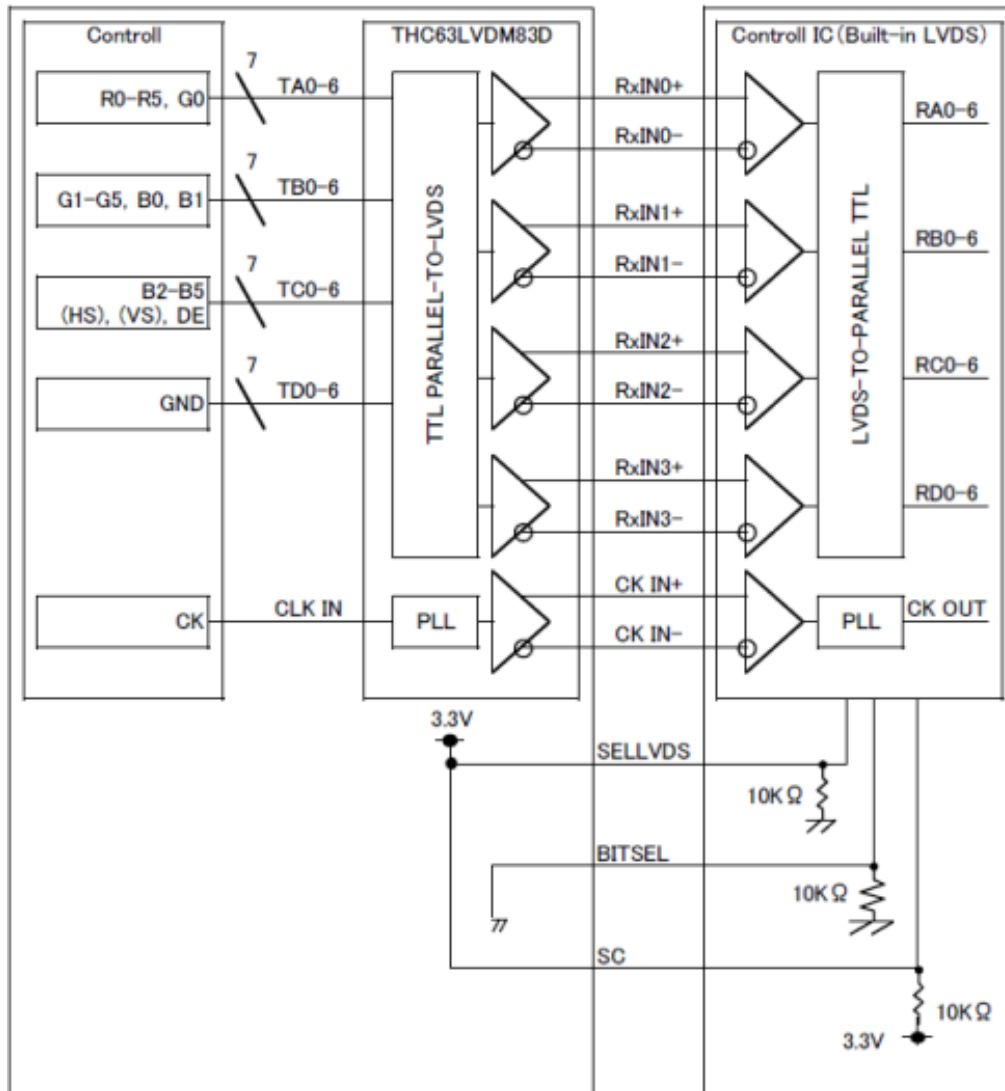 Controll
THC63LVDM83D
Controll IC(Built-in LVDS)
R0-R5, G0
7
TA0-6
RxIN0+
RxIN0-
RA0-6
G1-G5, B0, B1
7
TB0-6
RxIN1+
RxIN1-
RB0-6
B2-B5
(HS), (VS), DE
7
TC0-6
RxIN2+
RxIN2-
RC0-6
GND
7
TD0-6
RxIN3+
RxIN3-
RD0-6
TTL PARALLEL-TO-LVDS
LVDS-TO-PARALLEL TTL
CK
CLK IN
PLL
CK IN+
CK IN-
PLL
CK OUT
3.3V
SELLVDS
10KΩ
BITSEL
10KΩ
SC
10KΩ
3.3V